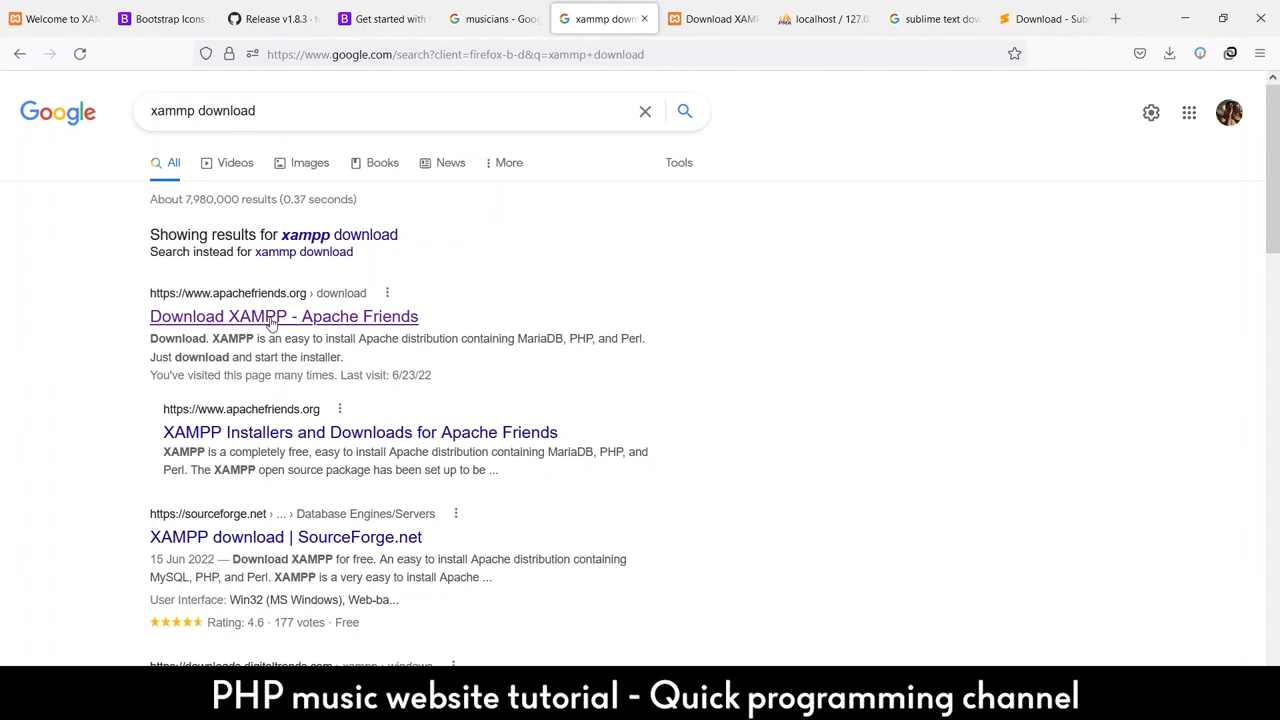 Welcome to XAM
Bootstrap Icons
Release v1.8.3 - t
Get started with
musicians - Goo
xammp down
Download XAMP
localhost / 127.0
sublime text dow
Download - Sub
https://www.google.com/search?client=firefox-b-d&q=xammp+download
Google
xammp download
All
Videos
Images
Books
News
More
Tools
About 7,980,000 results (0.37 seconds)
Showing results for xampp download
Search instead for xammp download
https://www.apachefriends.org › download
Download XAMPP - Apache Friends
Download. XAMPP is an easy to install Apache distribution containing MariaDB, PHP, and Perl.
Just download and start the installer.
You've visited this page many times. Last visit: 6/23/22
https://www.apachefriends.org
XAMPP Installers and Downloads for Apache Friends
XAMPP is a completely free, easy to install Apache distribution containing MariaDB, PHP, and
Perl. The XAMPP open source package has been set up to be ...
https://sourceforge.net › ... › Database Engines/Servers
XAMPP download | SourceForge.net
15 Jun 2022 — Download XAMPP for free. An easy to install Apache distribution containing
MySQL, PHP, and Perl. XAMPP is a very easy to install Apache ...
User Interface: Win32 (MS Windows), Web-ba...
Rating: 4.6 · 177 votes · Free
https://downloads.digitaltrends.com › xampp › windows
PHP music website tutorial - Quick programming channel